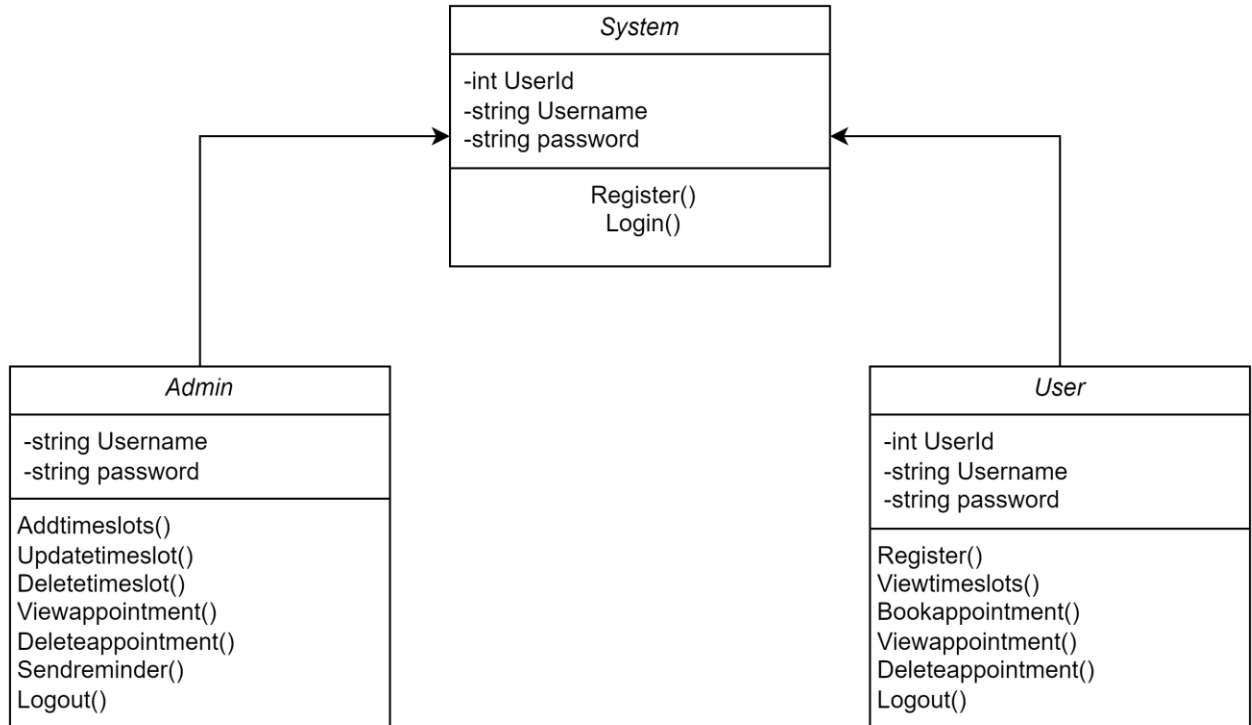 System
-int UserId
-string Username
-string password
Register()
Login()
Admin
-string Username
-string password
Addtimeslots()
Updatetimeslot()
Deletetimeslot()
Viewappointment()
Deleteappointment()
Sendreminder()
Logout()
User
-int UserId
-string Username
-string password
Register()
Viewtimeslots()
Bookappointment()
Viewappointment()
Deleteappointment()
Logout()